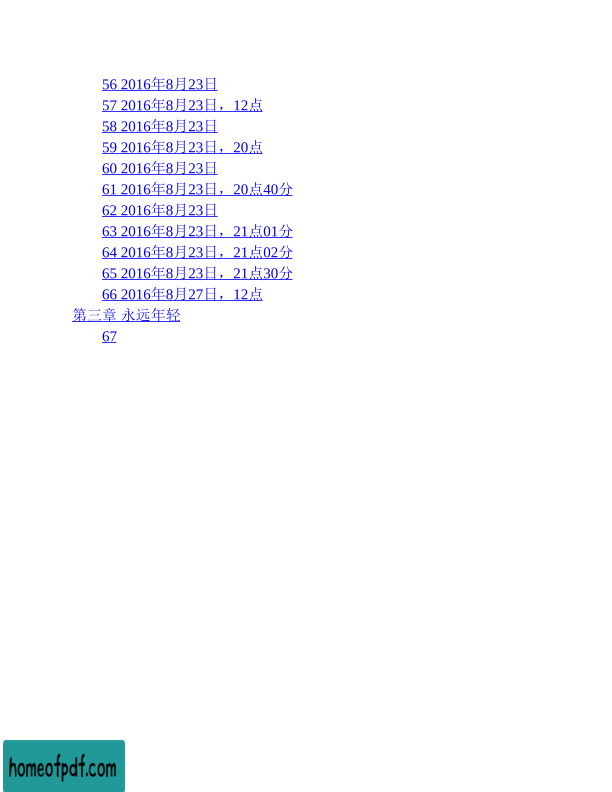 56 2016年8月23日
57 2016年8月23日，12点
58 2016年8月23日
59 2016年8月23日，20点
60 2016年8月23日
61 2016年8月23日，20点40分
62 2016年8月23日
63 2016年8月23日，21点01分
64 2016年8月23日，21点02分
65 2016年8月23日，21点30分
66 2016年8月27日，12点
第三章 永远年轻
67
homeofpdf.com